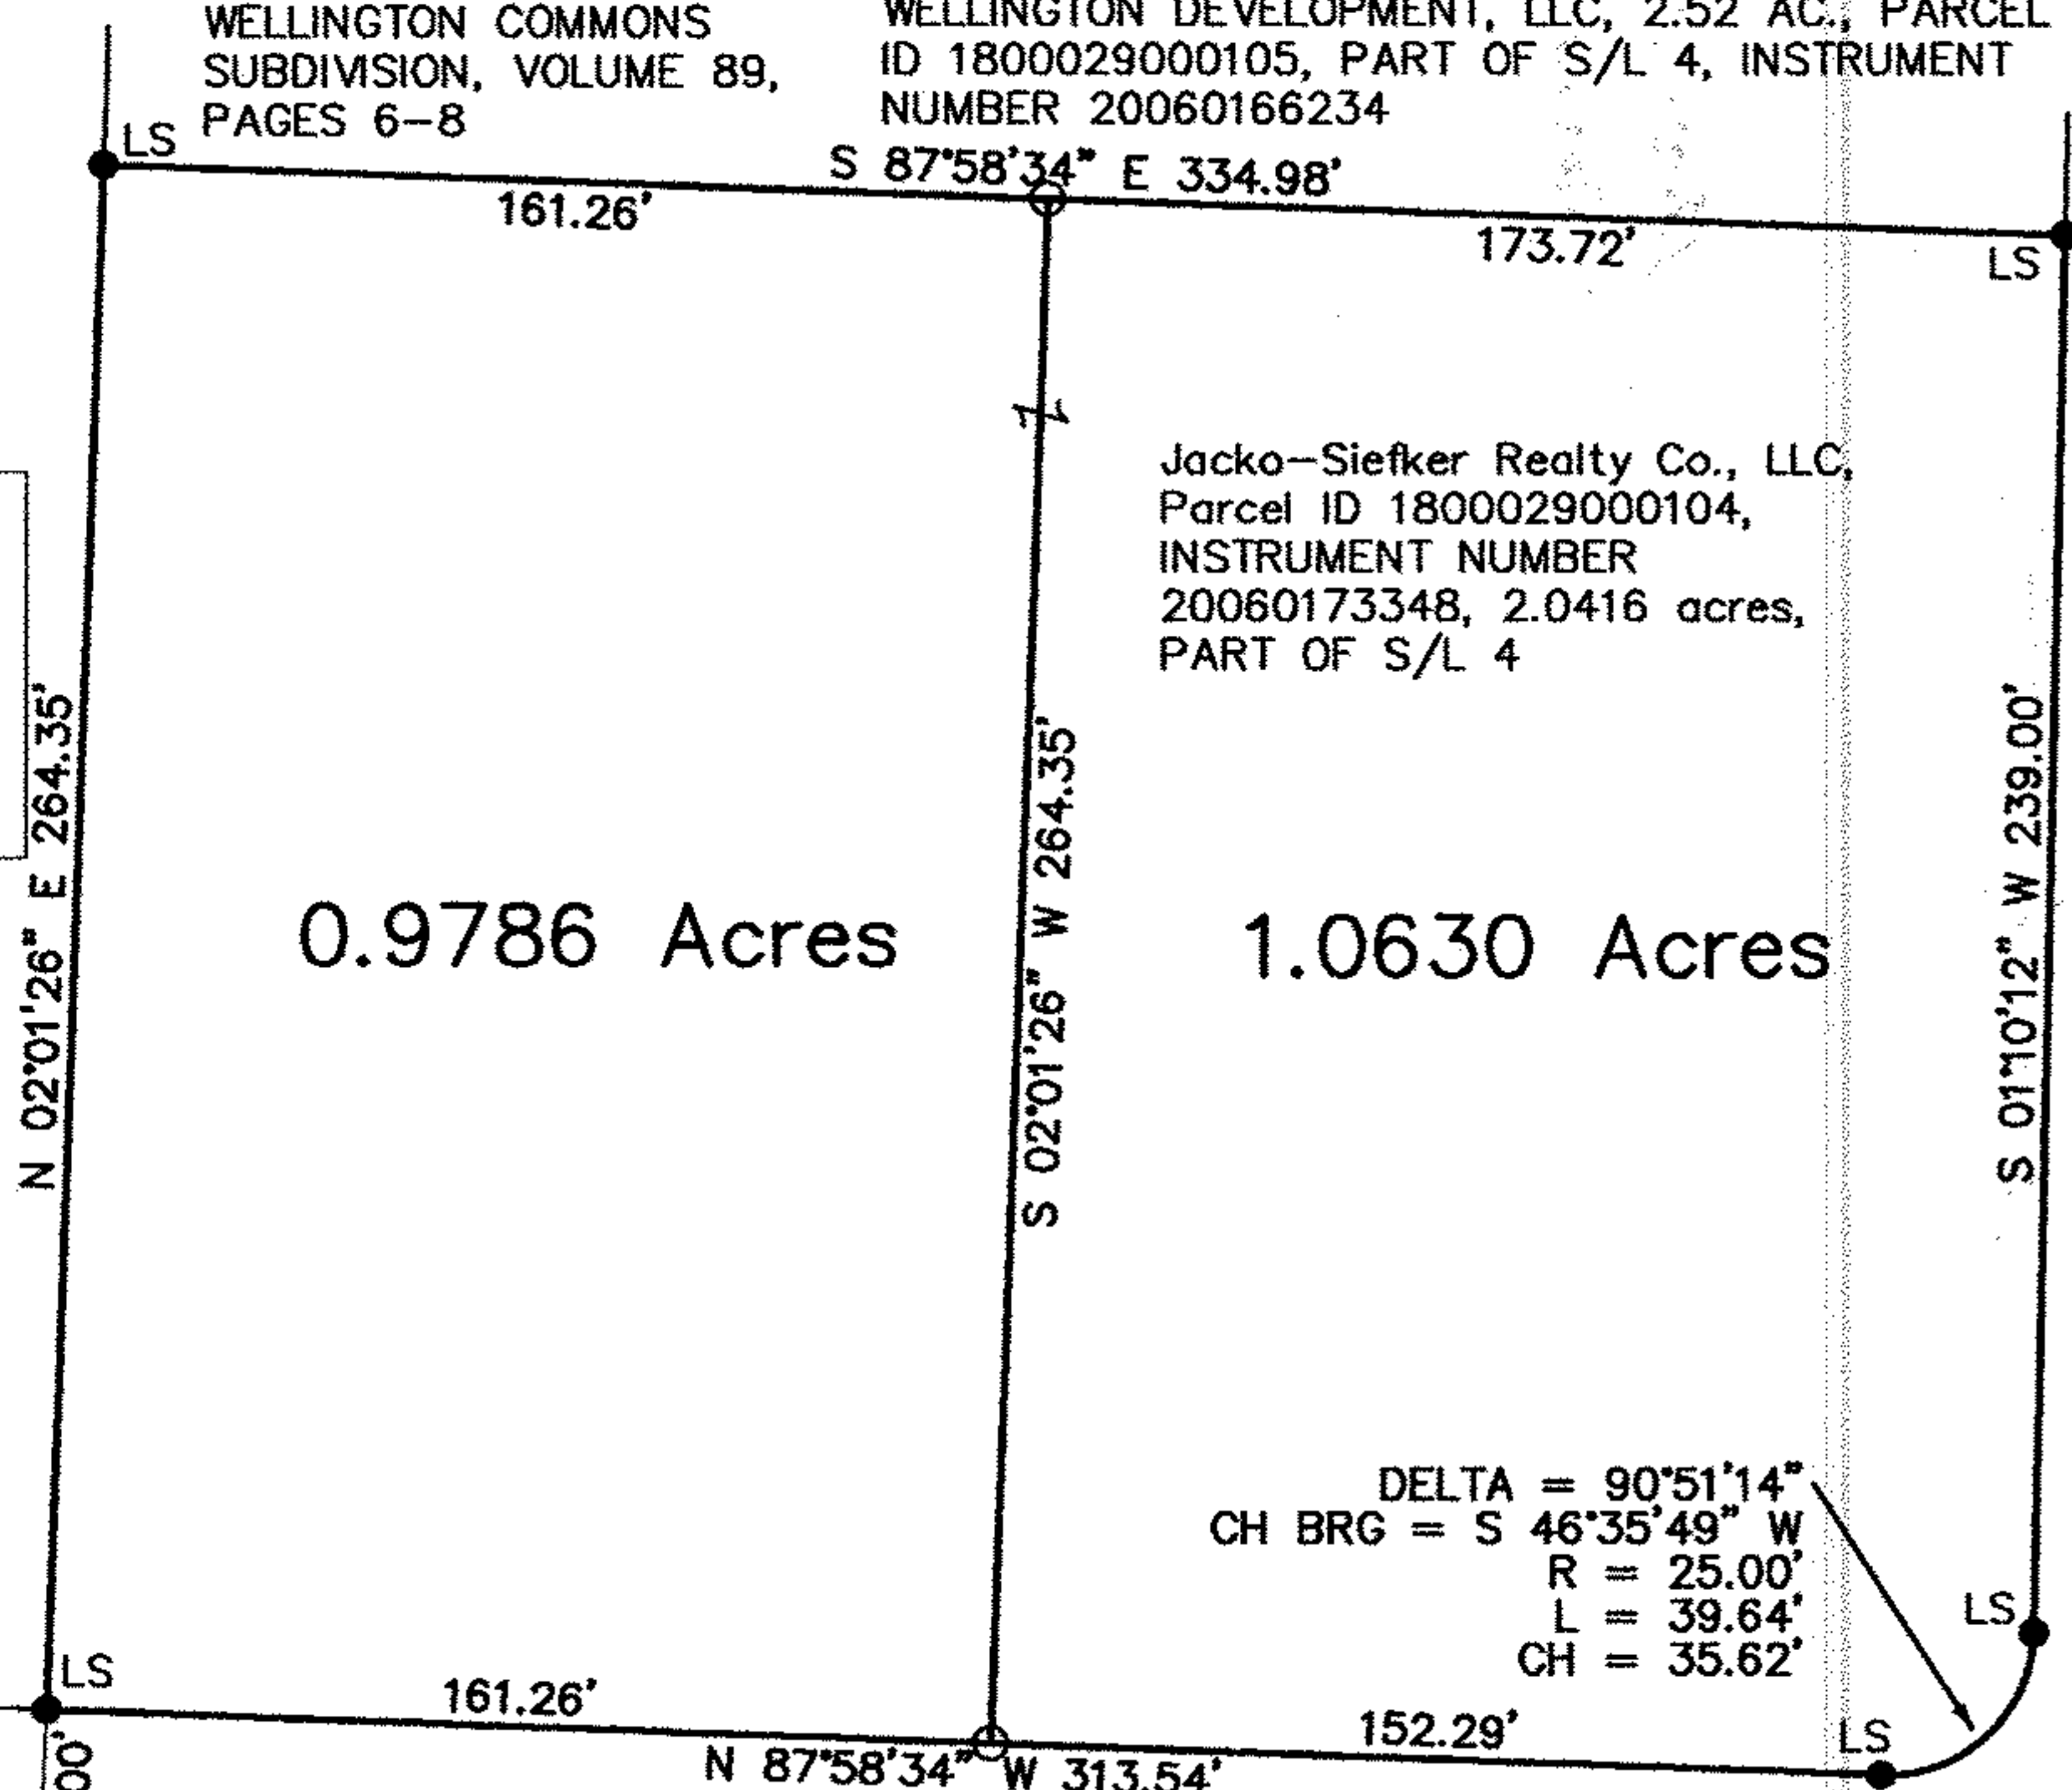 WELLINGTON COMMONS
SUBDIVISION, VOLUME 89,
PAGES 6-8
WELLINGTON DEVELOPMENT, LLC, 2.52 AC., PARCEL
ID 1800029000105, PART OF S/L 4, INSTRUMENT
NUMBER 20060166234
LS
S 87°58'34" E 334.98'
161.26'
173.72'
LS
Jacko-Siefker Realty Co., LLC,
Parcel ID 1800029000104,
INSTRUMENT NUMBER
20060173348, 2.0416 acres,
PART OF S/L 4
N 02°01'26" E 264.35'
S 02°01'26" W 264.35'
S 01°10'12" W 239.00'
0.9786 Acres
1.0630 Acres
DELTA = 90°51'14"
CH BRG = S 46°35'49" W
R = 25.00'
L = 39.64'
CH = 35.62'
LS
LS
161.26'
152.29'
LS
N 87°58'34" W 313.54'
00'